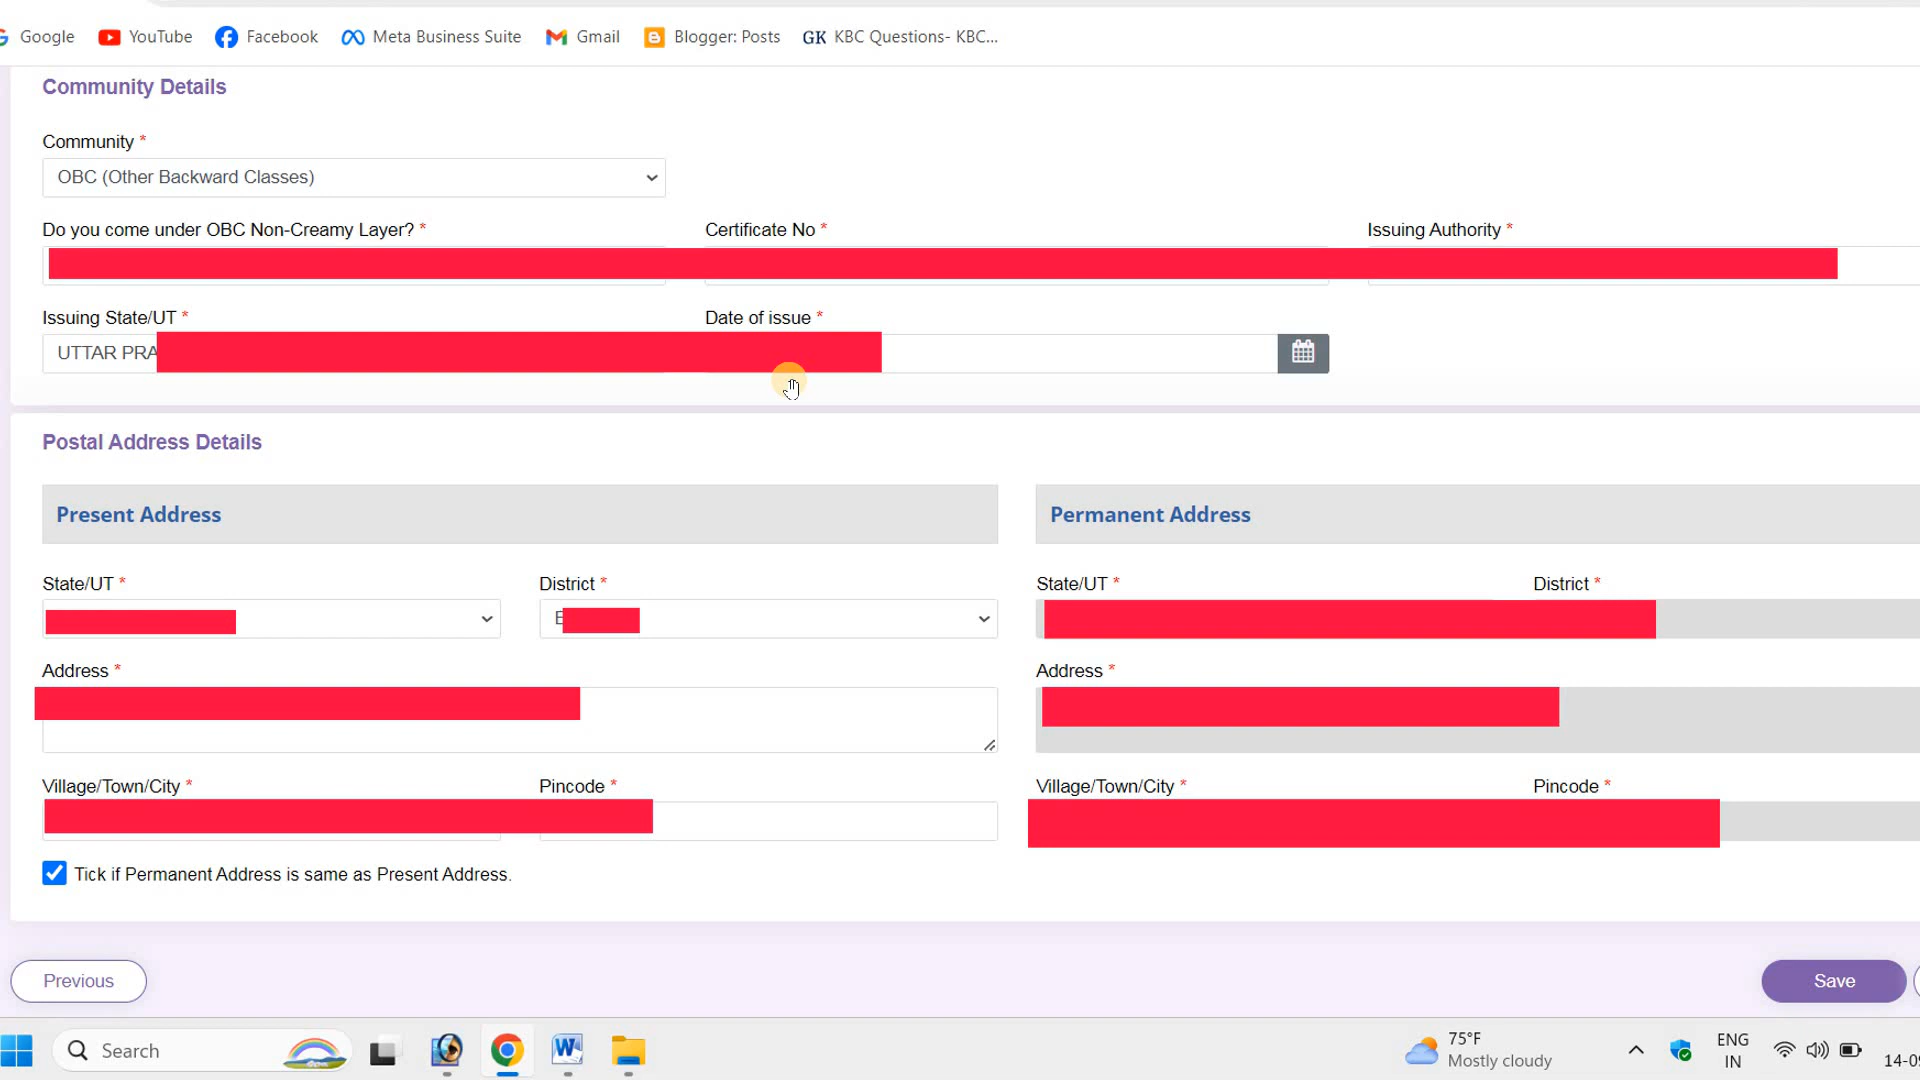 Google YouTube Facebook Meta Business Suite Gmail Blogger: Posts GK KBC Questions- KBC...
Community Details
Community *
OBC (Other Backward Classes)
Do you come under OBC Non-Creamy Layer? * Certificate No * Issuing Authority *
Issuing State/UT * Date of issue *
UTTAR PRA
Postal Address Details
Present Address Permanent Address
State/UT * District * State/UT * District *
Address * Address *
Village/Town/City * Pincode * Village/Town/City * Pincode *
Tick if Permanent Address is same as Present Address.
Previous Save
Search 75°F ENG
Mostly cloudy IN